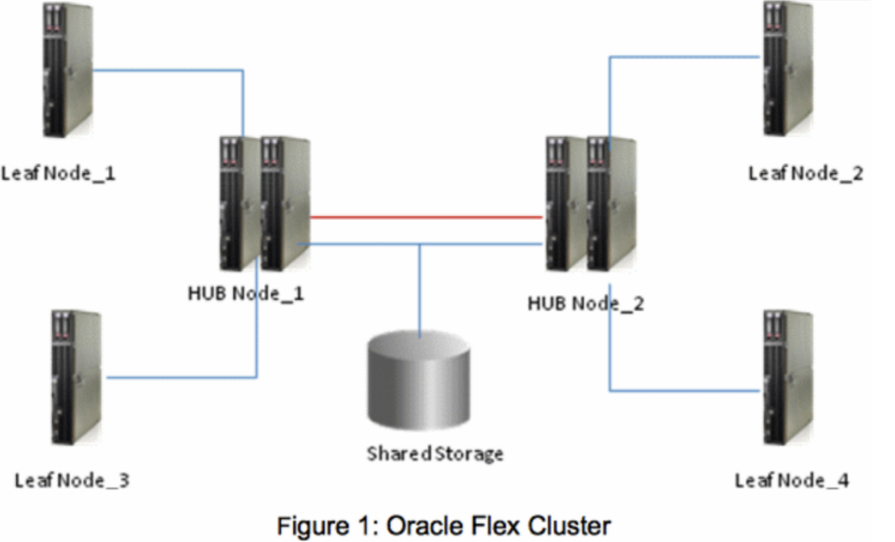 Leaf Node_1
Leaf Node_2
HUB Node_1
HUB Node_2
Shared Storage
Leaf Node_3
Leaf Node_4
Figure 1: Oracle Flex Cluster